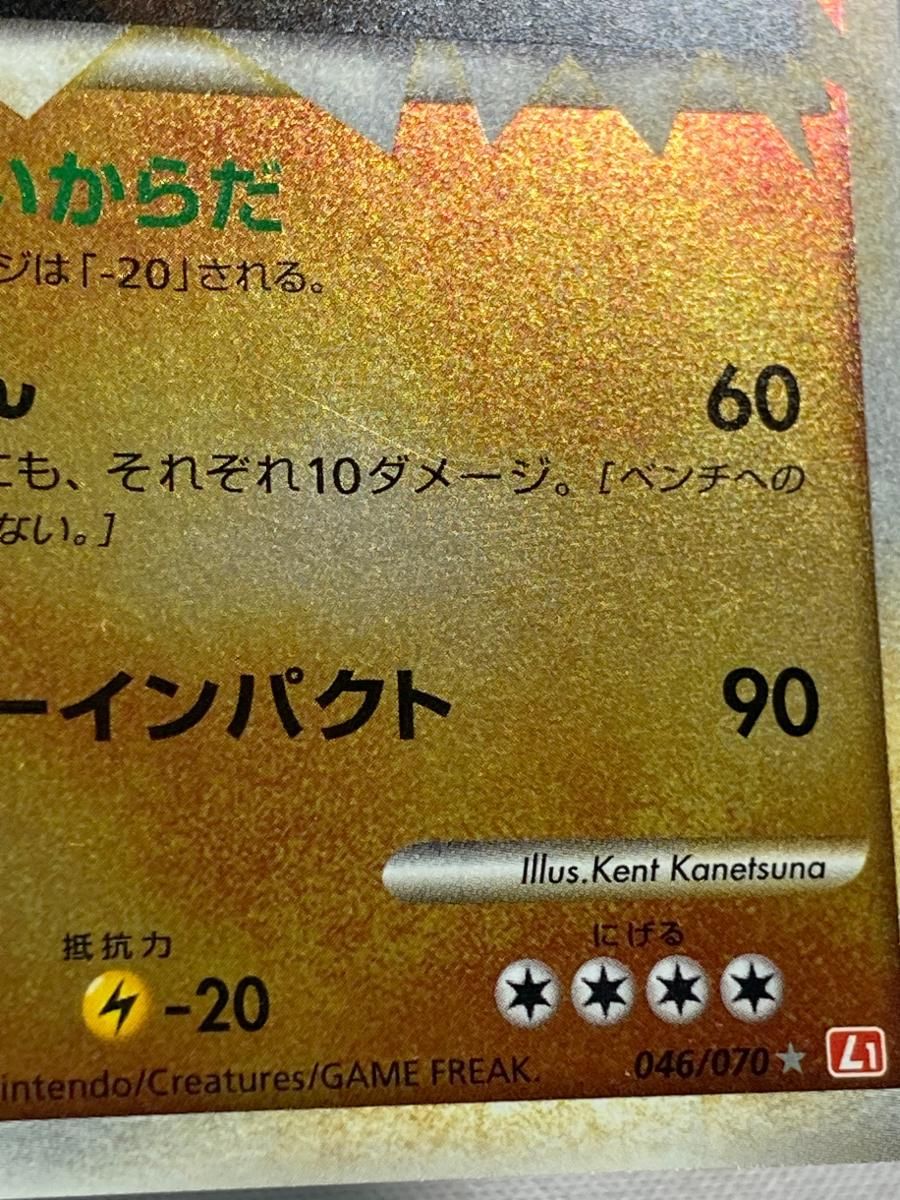 いからだ
ジは「-20」される。
ん
60
にも、それぞれ10ダメージ。[ベンチへの
ない。]
ーインパクト
90
Illus.Kent Kanetsuna
抵抗力
にげる
-20
intendo/Creatures/GAME FREAK.
046/070
L1